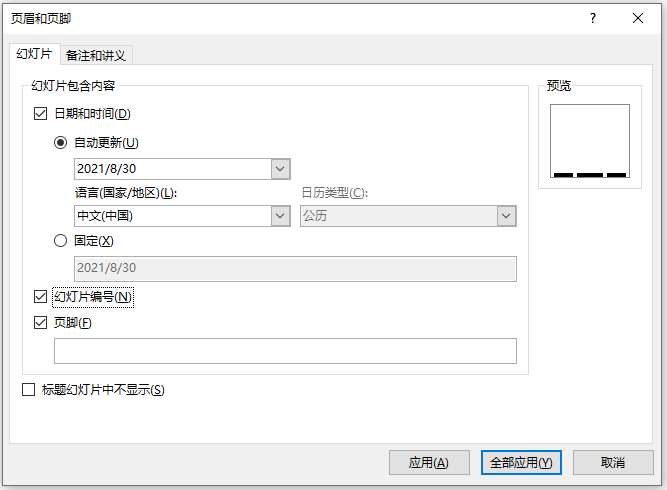 页眉和页脚
幻灯片 备注和讲义
幻灯片包含内容
预览
日期和时间(D)
自动更新(U)
2021/8/30
语言(国家/地区)(L): 日历类型(C):
中文(中国) 公历
固定(X)
2021/8/30
幻灯片编号(N)
页脚(F)
标题幻灯片中不显示(S)
应用(A) 全部应用(Y) 取消